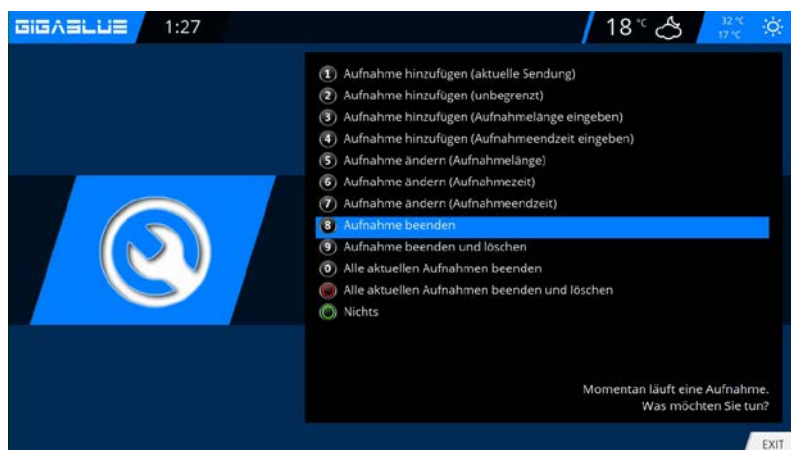 GIGABLUE 1:27 18 °C 32 °C
17 °C
1 Aufnahme hinzufügen (aktuelle Sendung)
2 Aufnahme hinzufügen (unbegrenzt)
3 Aufnahme hinzufügen (Aufnahmelänge eingeben)
4 Aufnahme hinzufügen (Aufnahmeendzeit eingeben)
5 Aufnahme ändern (Aufnahmelänge)
6 Aufnahme ändern (Aufnahmezeit)
7 Aufnahme ändern (Aufnahmeendzeit)
8 Aufnahme beenden
9 Aufnahme beenden und löschen
0 Alle aktuellen Aufnahmen beenden
Alle aktuellen Aufnahmen beenden und löschen
Nichts
Momentan läuft eine Aufnahme.
Was möchten Sie tun?
EXIT